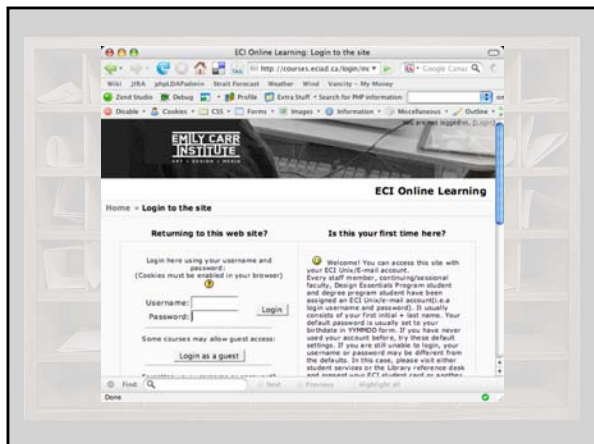 ECI Online Learning: Login to the site
http://courses.eciad.ca/login/inc
Google Canad
Wiki JIRA phpLDAPadmin Strait Forecast Weather Wind Vancity - My Money
Zend Studio Debug Profile Extra Stuff Search for PHP information:
Disable Cookies CSS Forms Images Information Miscellaneous Outline
You are not logged in. (Login)
EMILY CARR
INSTITUTE
ART + DESIGN + MEDIA
ECI Online Learning
Home » Login to the site
Returning to this web site?
Login here using your username and
password:
(Cookies must be enabled in your browser)
Username:
Password:
Login
Some courses may allow guest access:
Login as a guest
Is this your first time here?
Welcome! You can access this site with
your ECI Unix/E-mail account.
Every staff member, continuing/sessional
faculty, Design Essentials Program student
and degree program student have been
assigned an ECI Unix/e-mail account(i.e.a
login username and password). It usually
consists of your first initial + last name. Your
default password is usually set to your
birthdate in YYMMDD form. If you have never
used your account before, try these default
settings. If you are still unable to login, your
username or password may be different from
the defaults. In this case, please visit either
student services or the Library reference desk
and present your ECI student card or another
Find: Next Previous Highlight all
Done